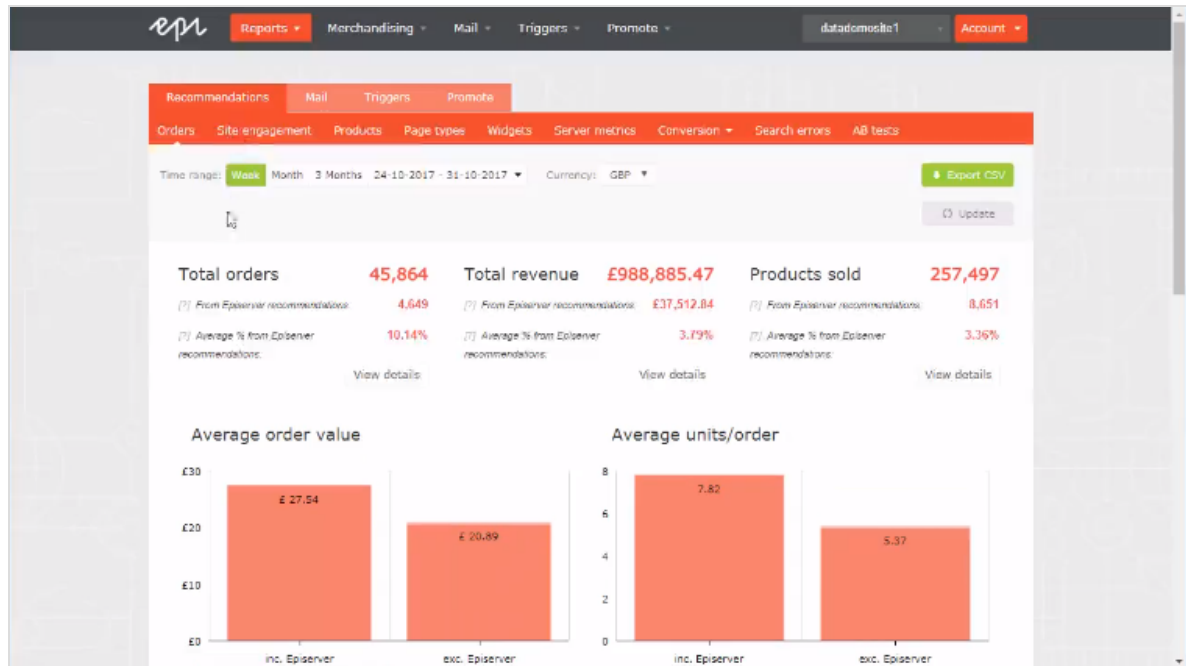 epi Reports Merchandising Mail Triggers Promote datademosite1 Account
Recommendations Mail Triggers Promote
Orders Site engagement Products Page types Widgets Server metrics Conversion Search errors AB tests
Time range: Week Month 3 Months 24-10-2017 - 31-10-2017 Currency: GBP Export CSV
Update
Total orders 45,864 Total revenue £988,885.47 Products sold 257,497
[?] From Episerver recommendations: 4,649 [?] From Episerver recommendations: £37,512.84 [?] From Episerver recommendations: 8,651
[?] Average % from Episerver 10.14% [?] Average % from Episerver 3.79% [?] Average % from Episerver 3.36%
recommendations: recommendations: recommendations:
View details View details View details
Average order value Average units/order
£30 8
£ 27.54 7.82
£20 6
£ 20.89 5.37
4
£10
2
£0 0
inc. Episerver exc. Episerver inc. Episerver exc. Episerver